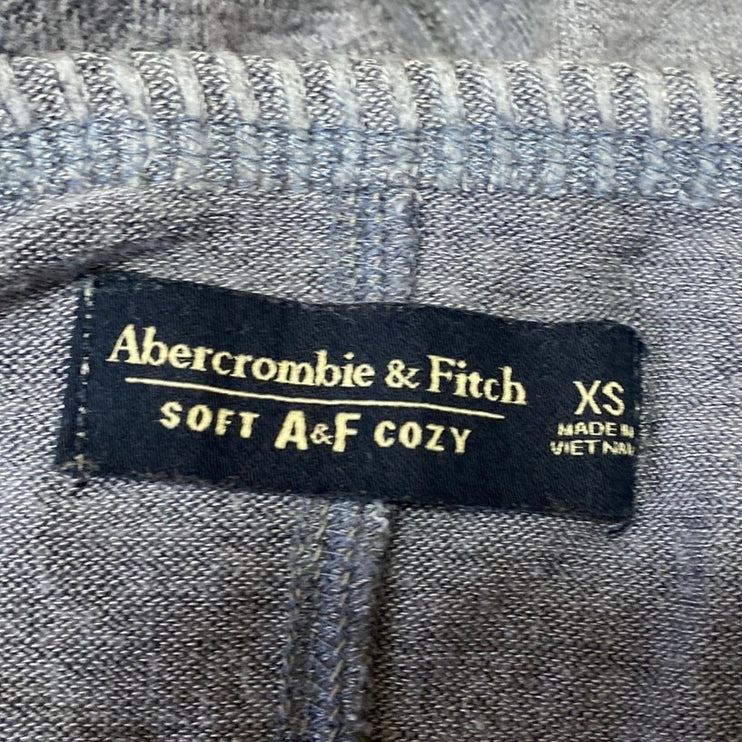 Abercrombie & Fitch
SOFT A&F COZY
XS
MADE IN
VIETNAM